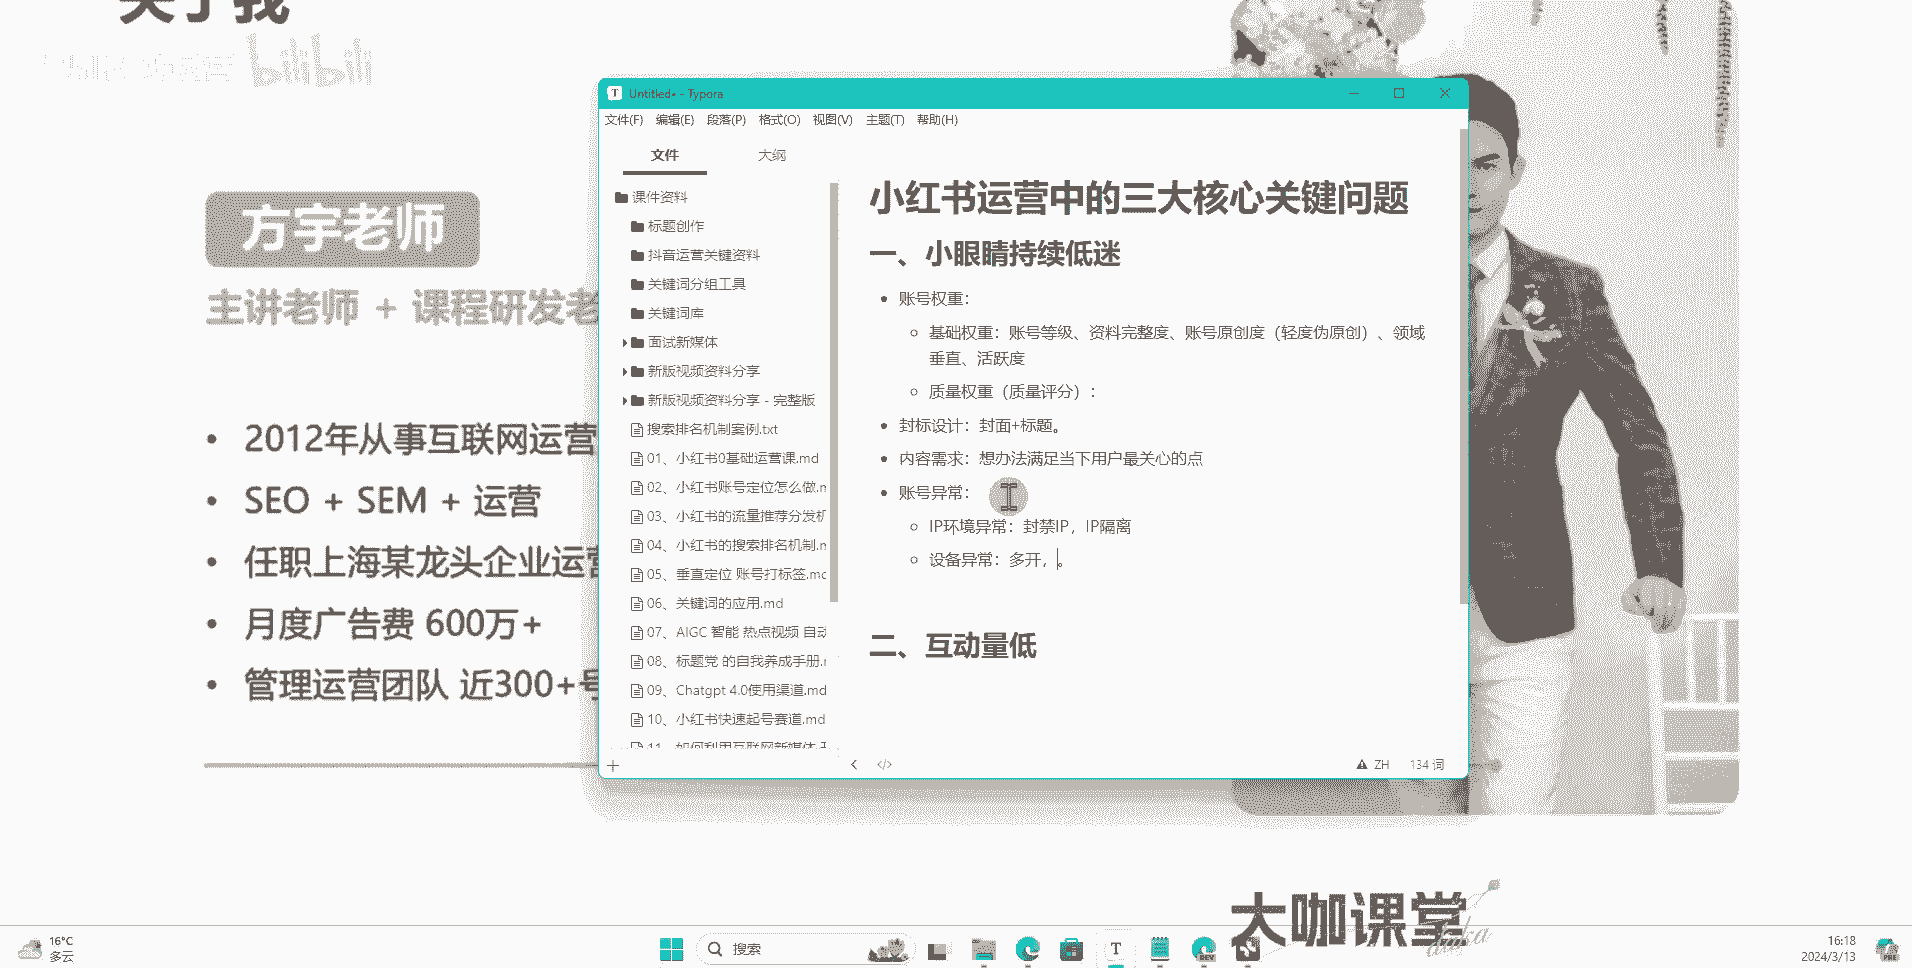 关于我
bilibili
方宇老师
主讲老师 + 课程研发老
2012年从事互联网运营
SEO + SEM + 运营
任职上海某龙头企业运营
月度广告费 600万+
管理运营团队 近300+号
Untitled• - Typora
文件(F) 编辑(E) 段落(P) 格式(O) 视图(V) 主题(T) 帮助(H)
文件 大纲
课件资料
标题创作
抖音运营关键资料
关键词分组工具
关键词库
面试新媒体
新版视频资料分享
新版视频资料分享 - 完整版
搜索排名机制案例.txt
01、小红书0基础运营课.md
02、小红书账号定位怎么做.m
03、小红书的流量推荐分发机
04、小红书的搜索排名机制.m
05、垂直定位 账号打标签.md
06、关键词的应用.md
07、AIGC 智能 热点视频 自动
08、标题党 的自我养成手册.m
09、Chatgpt 4.0使用渠道.md
10、小红书快速起号赛道.md
11、如何利用互联网新媒体
小红书运营中的三大核心关键问题
一、小眼睛持续低迷
账号权重：
基础权重：账号等级、资料完整度、账号原创度（轻度伪原创）、领域
垂直、活跃度
质量权重（质量评分）：
封标设计：封面+标题。
内容需求：想办法满足当下用户最关心的点
账号异常：
IP环境异常：封禁IP，IP隔离
设备异常：多开，。
二、互动量低
ZH 134 词
大咖课堂
daka
16°C
多云
搜索
DEV
16:18
2024/3/13
PRE